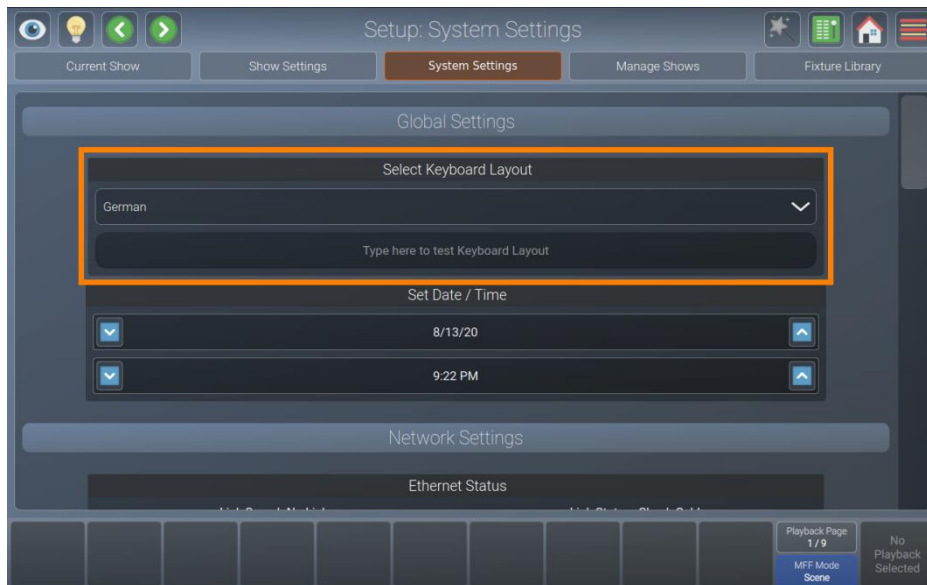 Setup: System Settings
Current Show
Show Settings
System Settings
Manage Shows
Fixture Library
Global Settings
Select Keyboard Layout
German
Type here to test Keyboard Layout
Set Date / Time
8/13/20
9:22 PM
Network Settings
Ethernet Status
Playback Page
1 / 9
MFF Mode
Scene
No
Playback
Selected